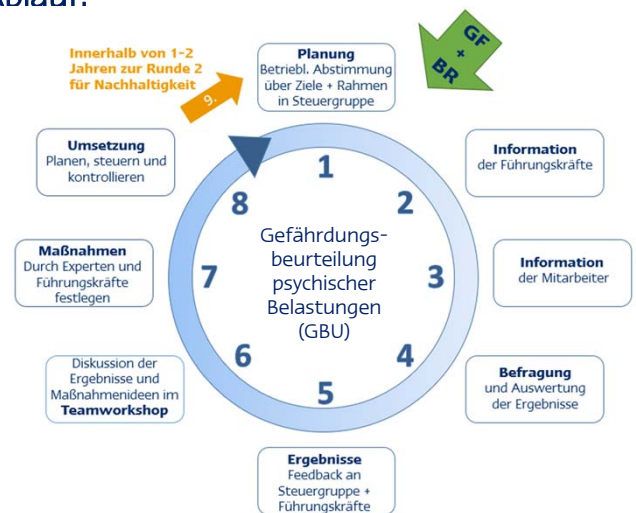 Ablauf:
Innerhalb von 1-2
Jahren zur Runde 2
für Nachhaltigkeit
9.
Planung
Betriebl. Abstimmung
über Ziele + Rahmen
in Steuergruppe
GF
+
BR
1
Information
der Führungskräfte
2
Information
der Mitarbeiter
3
Befragung
und Auswertung
der Ergebnisse
4
Ergebnisse
Feedback an
Steuergruppe +
Führungskräfte
5
Diskussion der
Ergebnisse und
Maßnahmenideen im
Teamworkshop
6
Maßnahmen
Durch Experten und
Führungskräfte
festlegen
7
Umsetzung
Planen, steuern und
kontrollieren
8
Gefährdungs-
beurteilung
psychischer
Belastungen
(GBU)